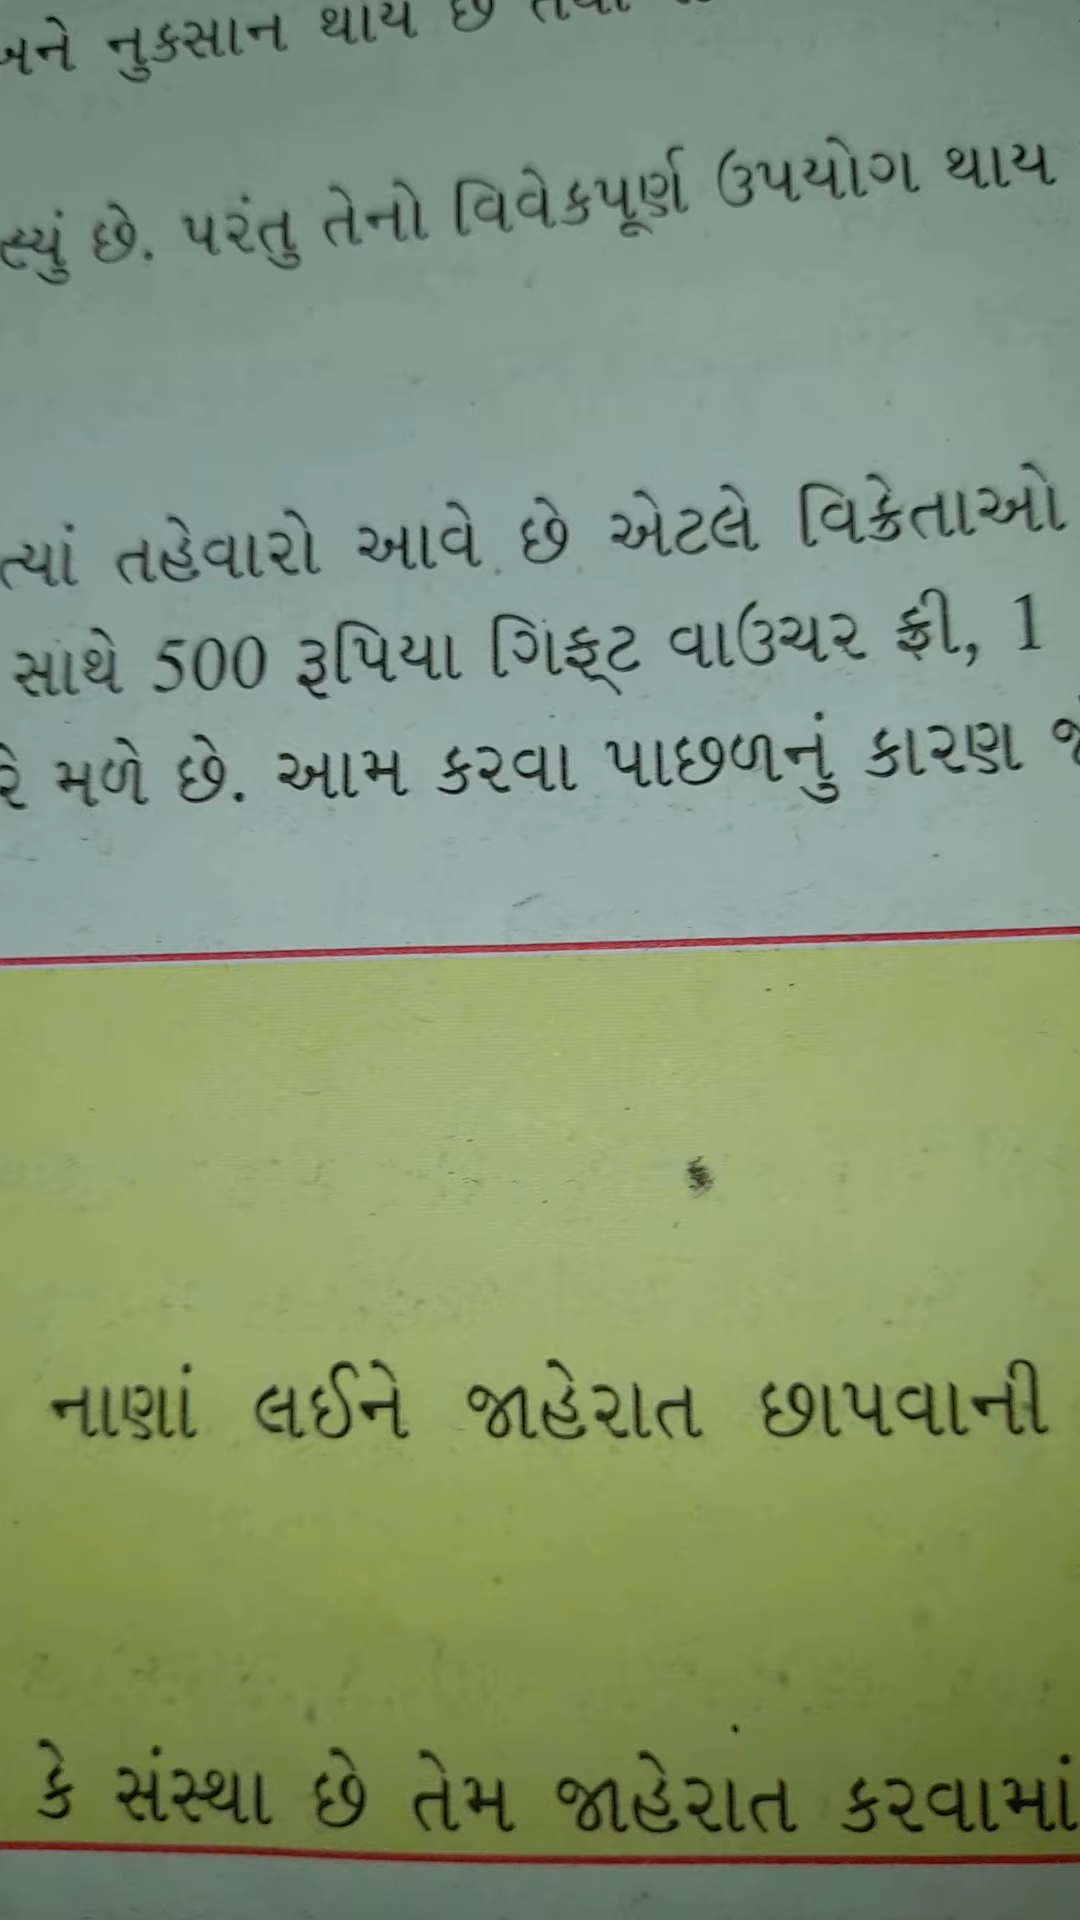 નુકસાન થાય છે
છે. પરંતુ તેનો વિવેકપૂર્ણ ઉપયોગ થાય
ત્યાં તહેવારો આવે છે એટલે વિક્રેતાઓ
સાથે 500 રૂપિયા ગિફ્ટ વાઉચર ફ્રી, 1
મળે છે. આમ કરવા પાછળનું કારણ
નાણાં લઈને જાહેરાત છાપવાની
કે સંસ્થા છે તેમ જાહેરાત કરવામાં